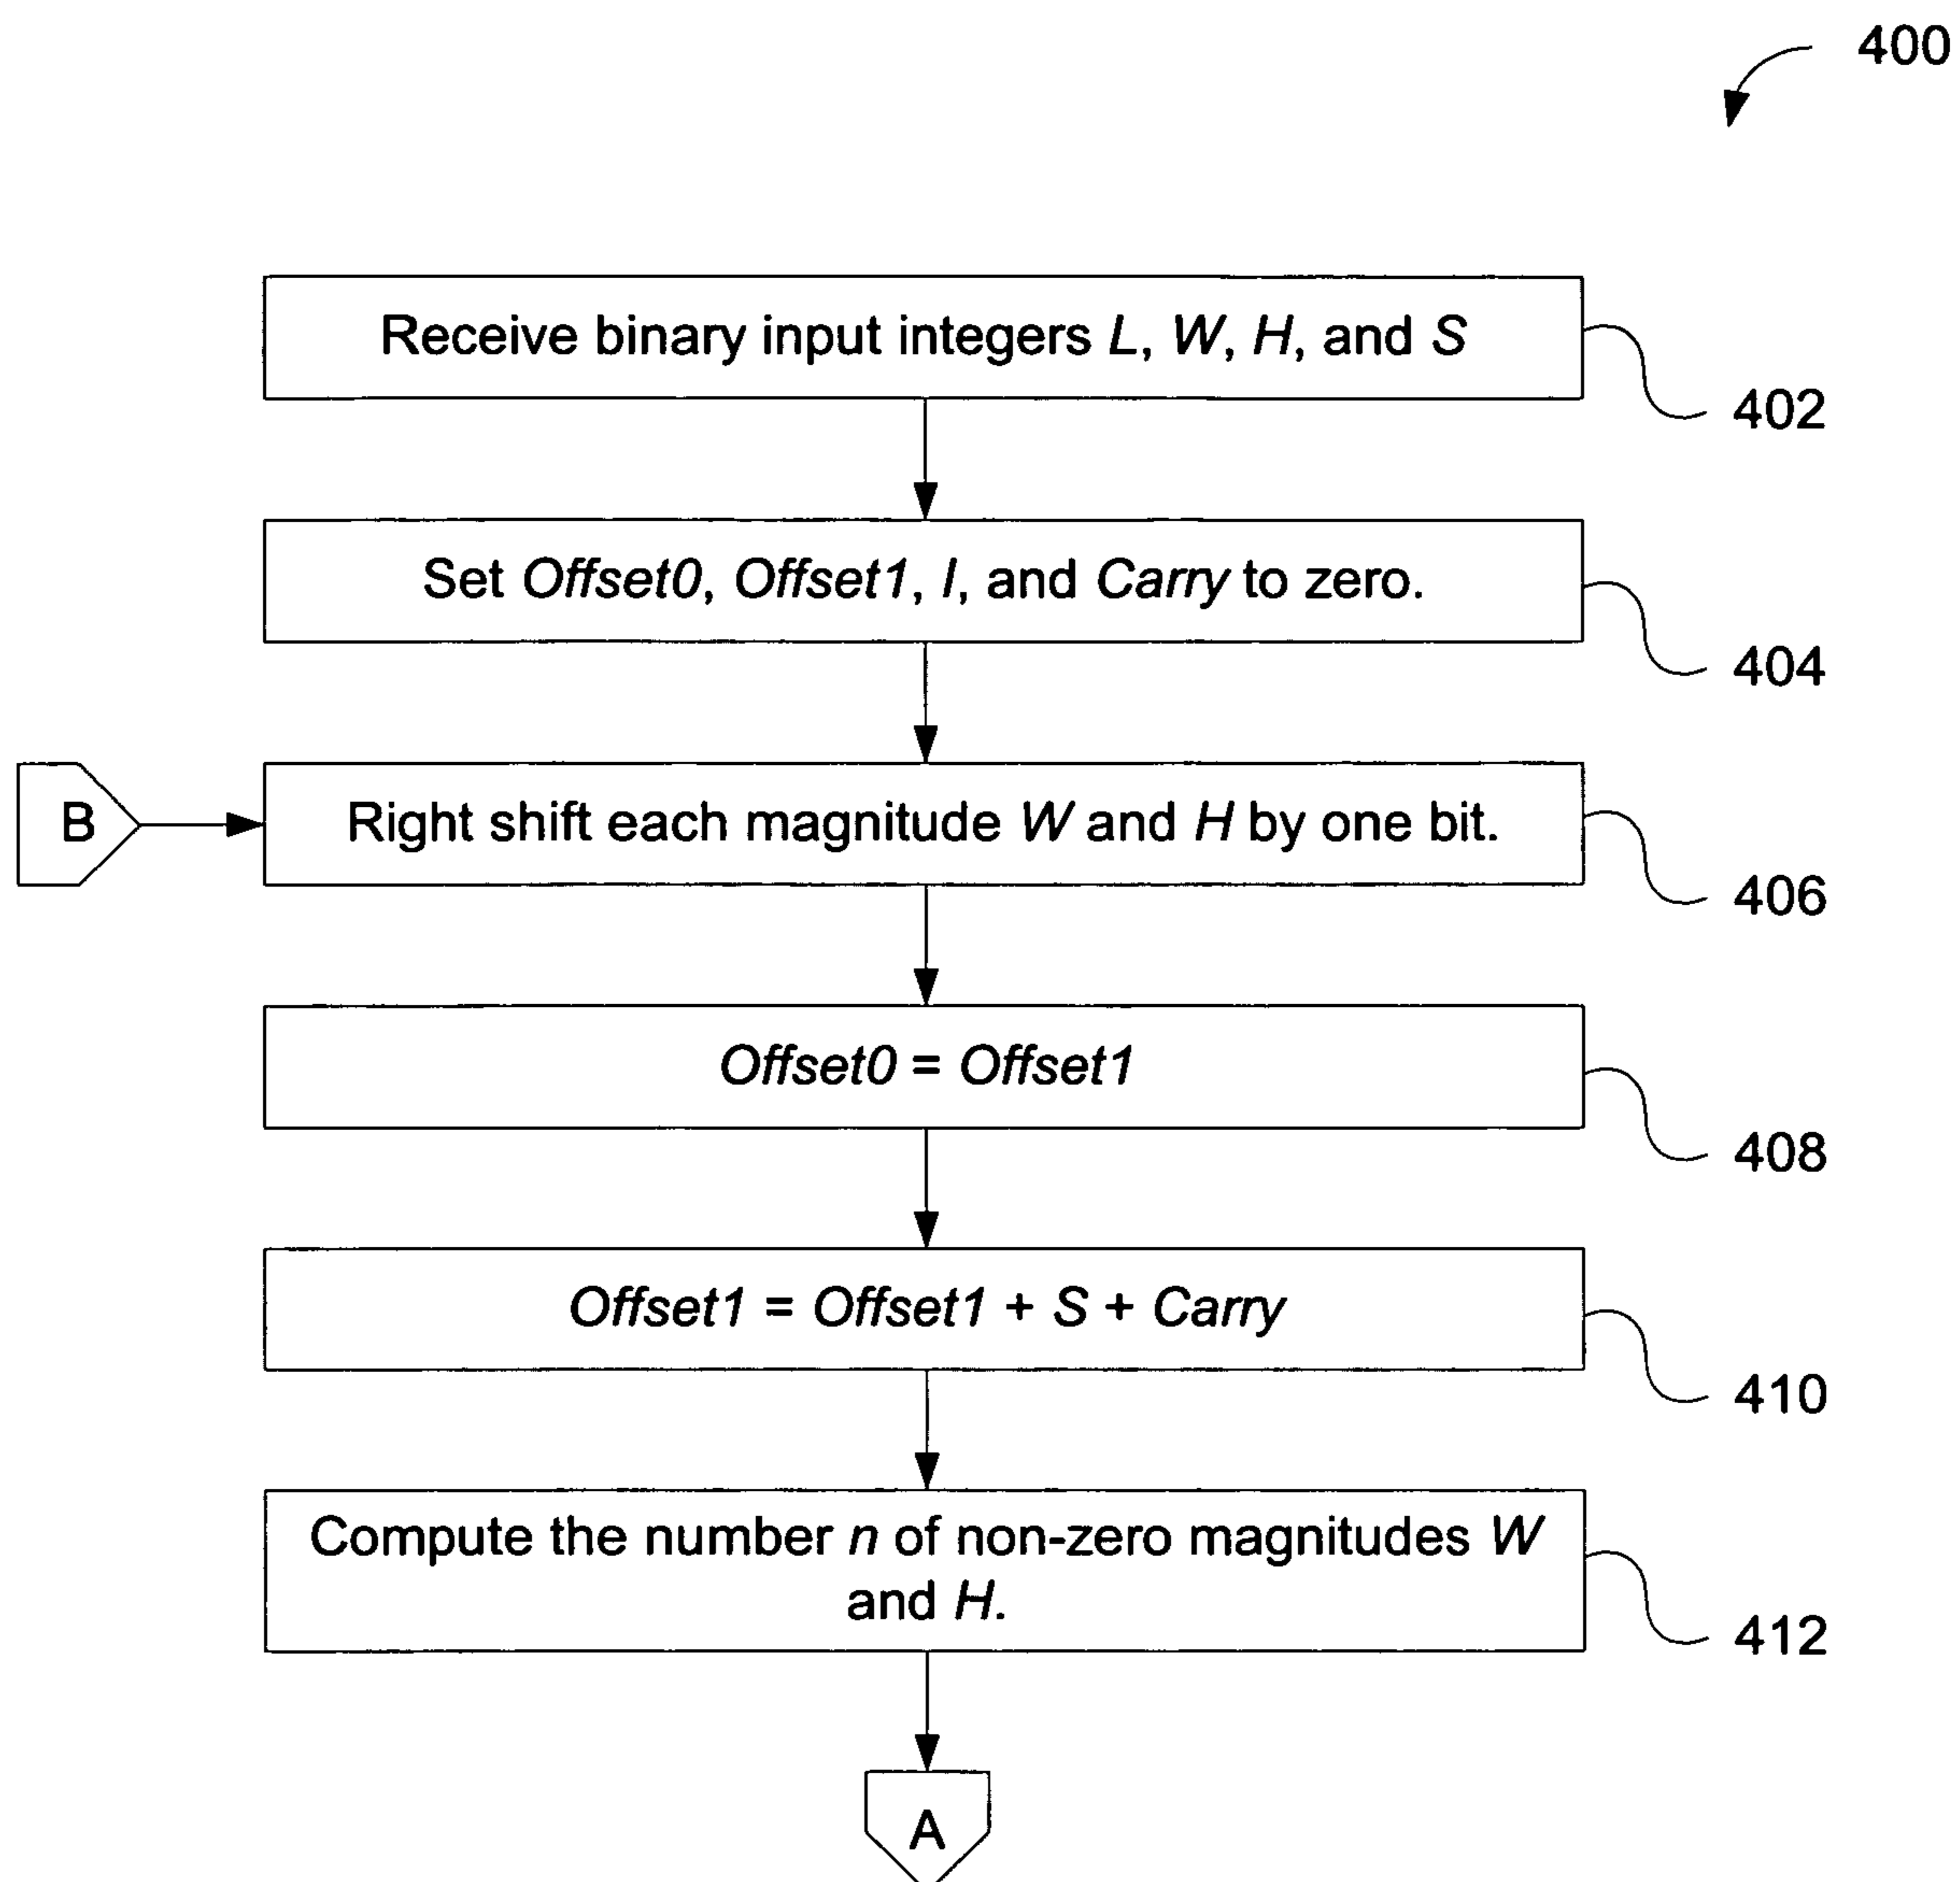 400
Receive binary input integers L, W, H, and S
402
Set Offset0, Offset1, I, and Carry to zero.
404
B
Right shift each magnitude W and H by one bit.
406
Offset0 = Offset1
408
Offset1 = Offset1 + S + Carry
410
Compute the number n of non-zero magnitudes W
and H.
412
A